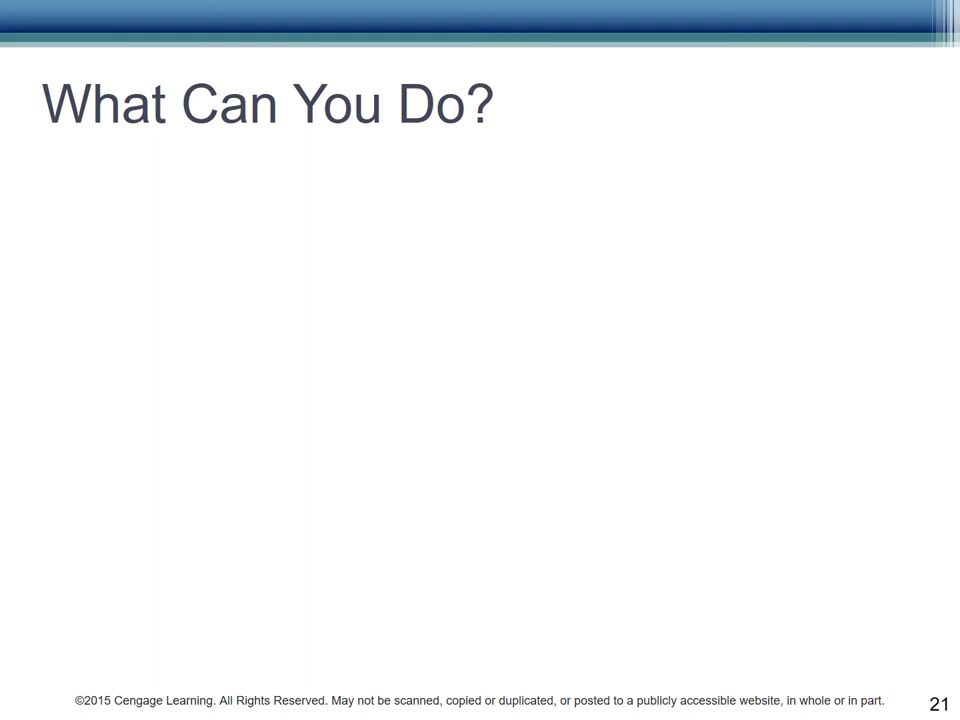 What Can You Do?
©2015 Cengage Learning. All Rights Reserved. May not be scanned, copied or duplicated, or posted to a publicly accessible website, in whole or in part.
21